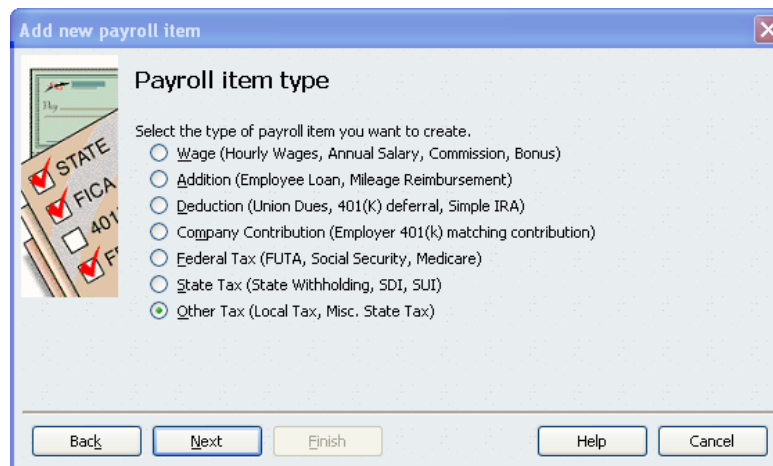 Add new payroll item
Payroll item type
Select the type of payroll item you want to create.
Wage (Hourly Wages, Annual Salary, Commission, Bonus)
Addition (Employee Loan, Mileage Reimbursement)
Deduction (Union Dues, 401(K) deferral, Simple IRA)
Company Contribution (Employer 401(k) matching contribution)
Federal Tax (FUTA, Social Security, Medicare)
State Tax (State Withholding, SDI, SUI)
Other Tax (Local Tax, Misc. State Tax)
STATE
FICA
401
Back
Next
Finish
Help
Cancel